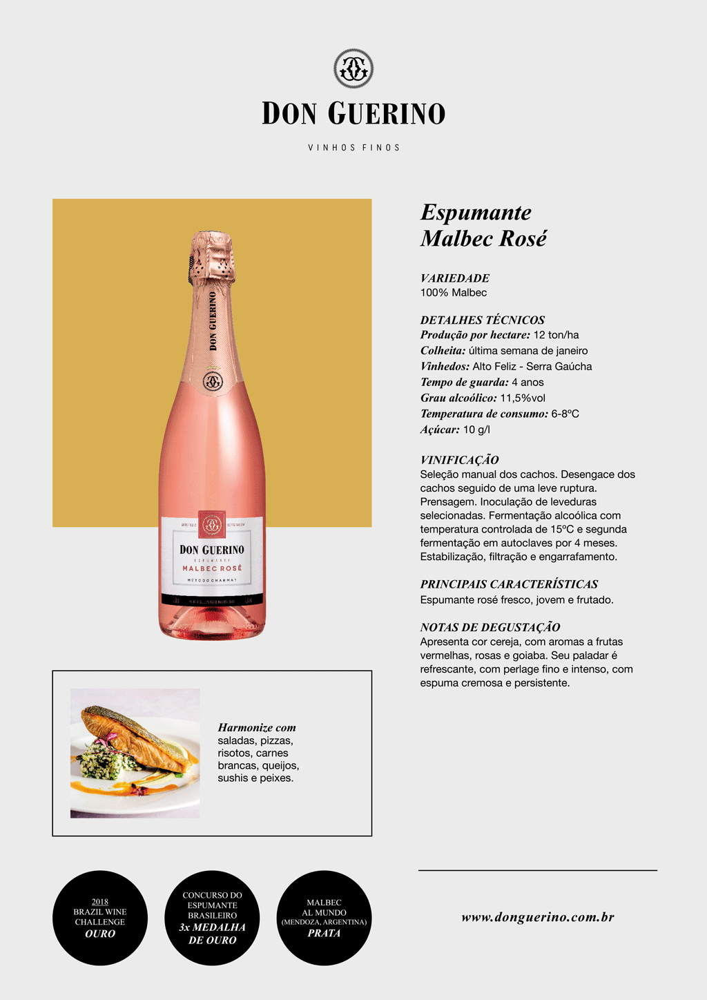 DON GUERINO
VINHOS FINOS
Espumante
Malbec Rosé
VARIEDADE
100% Malbec
DETALHES TÉCNICOS
Produção por hectare: 12 ton/ha
Colheita: última semana de janeiro
Vinhedos: Alto Feliz - Serra Gaúcha
Tempo de guarda: 4 anos
Grau alcoólico: 11,5%vol
Temperatura de consumo: 6-8ºC
Açúcar: 10 g/l
VINIFICAÇÃO
Seleção manual dos cachos. Desengace dos
cachos seguido de uma leve ruptura.
Prensagem. Inoculação de leveduras
selecionadas. Fermentação alcoólica com
temperatura controlada de 15ºC e segunda
fermentação em autoclaves por 4 meses.
Estabilização, filtração e engarrafamento.
PRINCIPAIS CARACTERÍSTICAS
Espumante rosé fresco, jovem e frutado.
NOTAS DE DEGUSTAÇÃO
Apresenta cor cereja, com aromas a frutas
vermelhas, rosas e goiaba. Seu paladar é
refrescante, com perlage fino e intenso, com
espuma cremosa e persistente.
DON GUERINO
DON GUERINO
ESPUMANTE
MALBEC ROSÉ
MÉTODO CHARMAT
Harmonize com
saladas, pizzas,
risotos, carnes
brancas, queijos,
sushis e peixes.
2018
BRAZIL WINE
CHALLENGE
OURO
CONCURSO DO
ESPUMANTE
BRASILEIRO
3x MEDALHA
DE OURO
MALBEC
AL MUNDO
(MENDOZA, ARGENTINA)
PRATA
www.donguerino.com.br